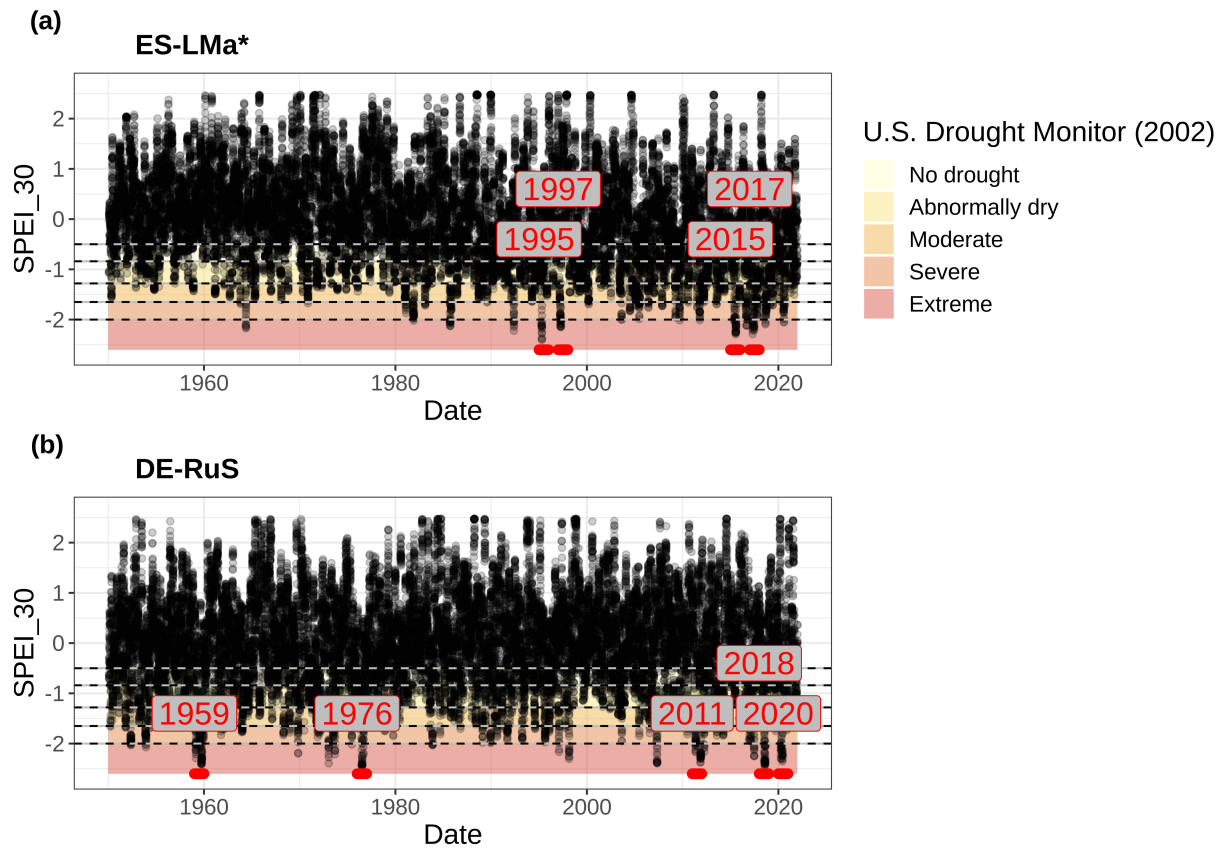 (a)
ES-LMa*
SPEI_30
2
1
0
-1
-2
1997
2017
1995
2015
1960
1980
2000
2020
Date
U.S. Drought Monitor (2002)
No drought
Abnormally dry
Moderate
Severe
Extreme
(b)
DE-RuS
SPEI_30
2
1
0
-1
-2
2018
1959
1976
2011
2020
1960
1980
2000
2020
Date